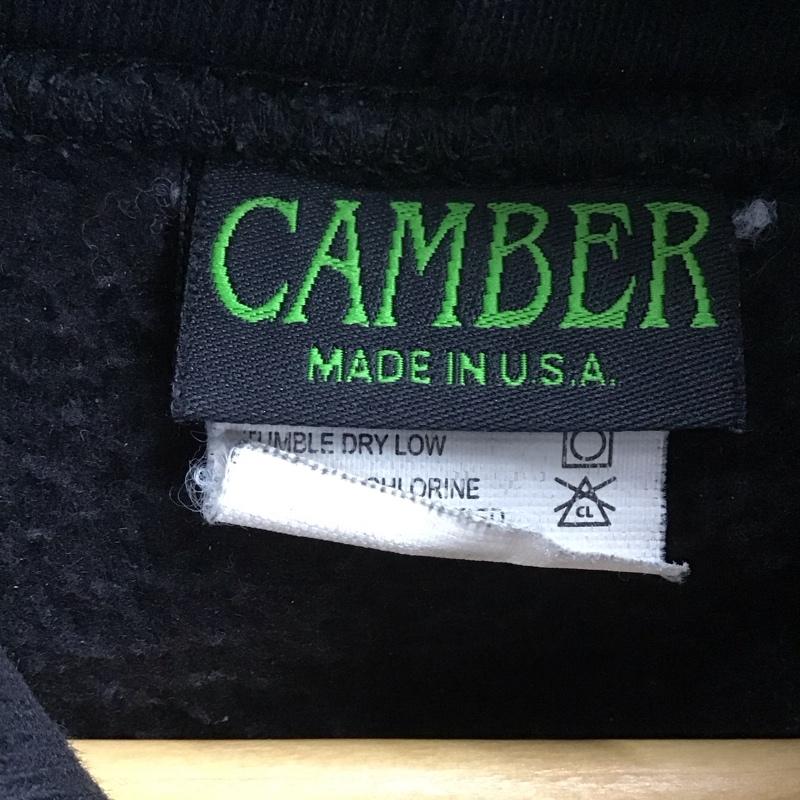 CAMBER
MADE IN U.S.A.
TUMBLE DRY LOW
CHLORINE
CL